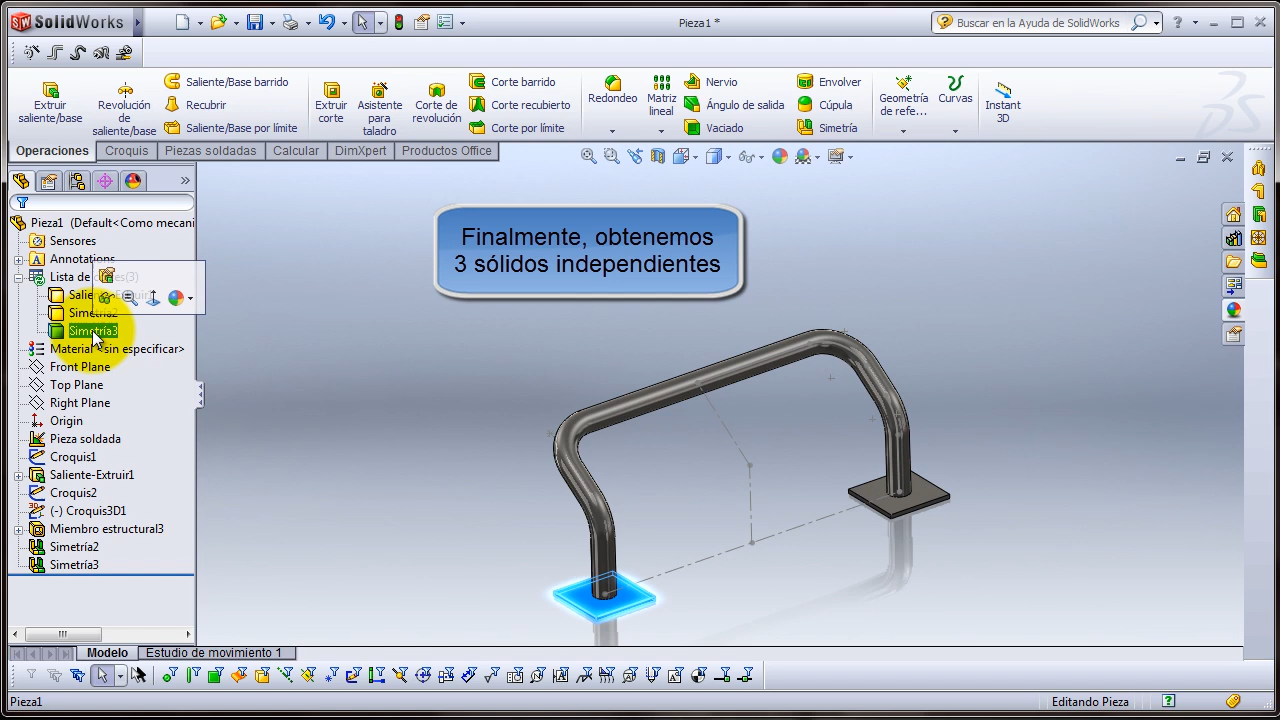 SolidWorks
Pieza1 *
Buscar en la Ayuda de SolidWorks
Extruir saliente/base
Revolución de saliente/base
Saliente/Base barrido
Recubrir
Saliente/Base por límite
Extruir corte
Asistente para taladro
Corte de revolución
Corte barrido
Corte recubierto
Corte por límite
Redondeo
Matriz lineal
Nervio
Ángulo de salida
Vaciado
Envolver
Cúpula
Simetría
Geometría de refe...
Curvas
Instant 3D
Operaciones
Croquis
Piezas soldadas
Calcular
DimXpert
Productos Office
Pieza1 (Default<Como mecani
Sensores
Annotations
Lista de (3)
Simetría2
Simetría3
Material <sin especificar>
Front Plane
Top Plane
Right Plane
Origin
Pieza soldada
Croquis1
Saliente-Extruir1
Croquis2
(-) Croquis3D1
Miembro estructural3
Simetría2
Simetría3
Finalmente, obtenemos
3 sólidos independientes
Modelo
Estudio de movimiento 1
Pieza1
Editando Pieza